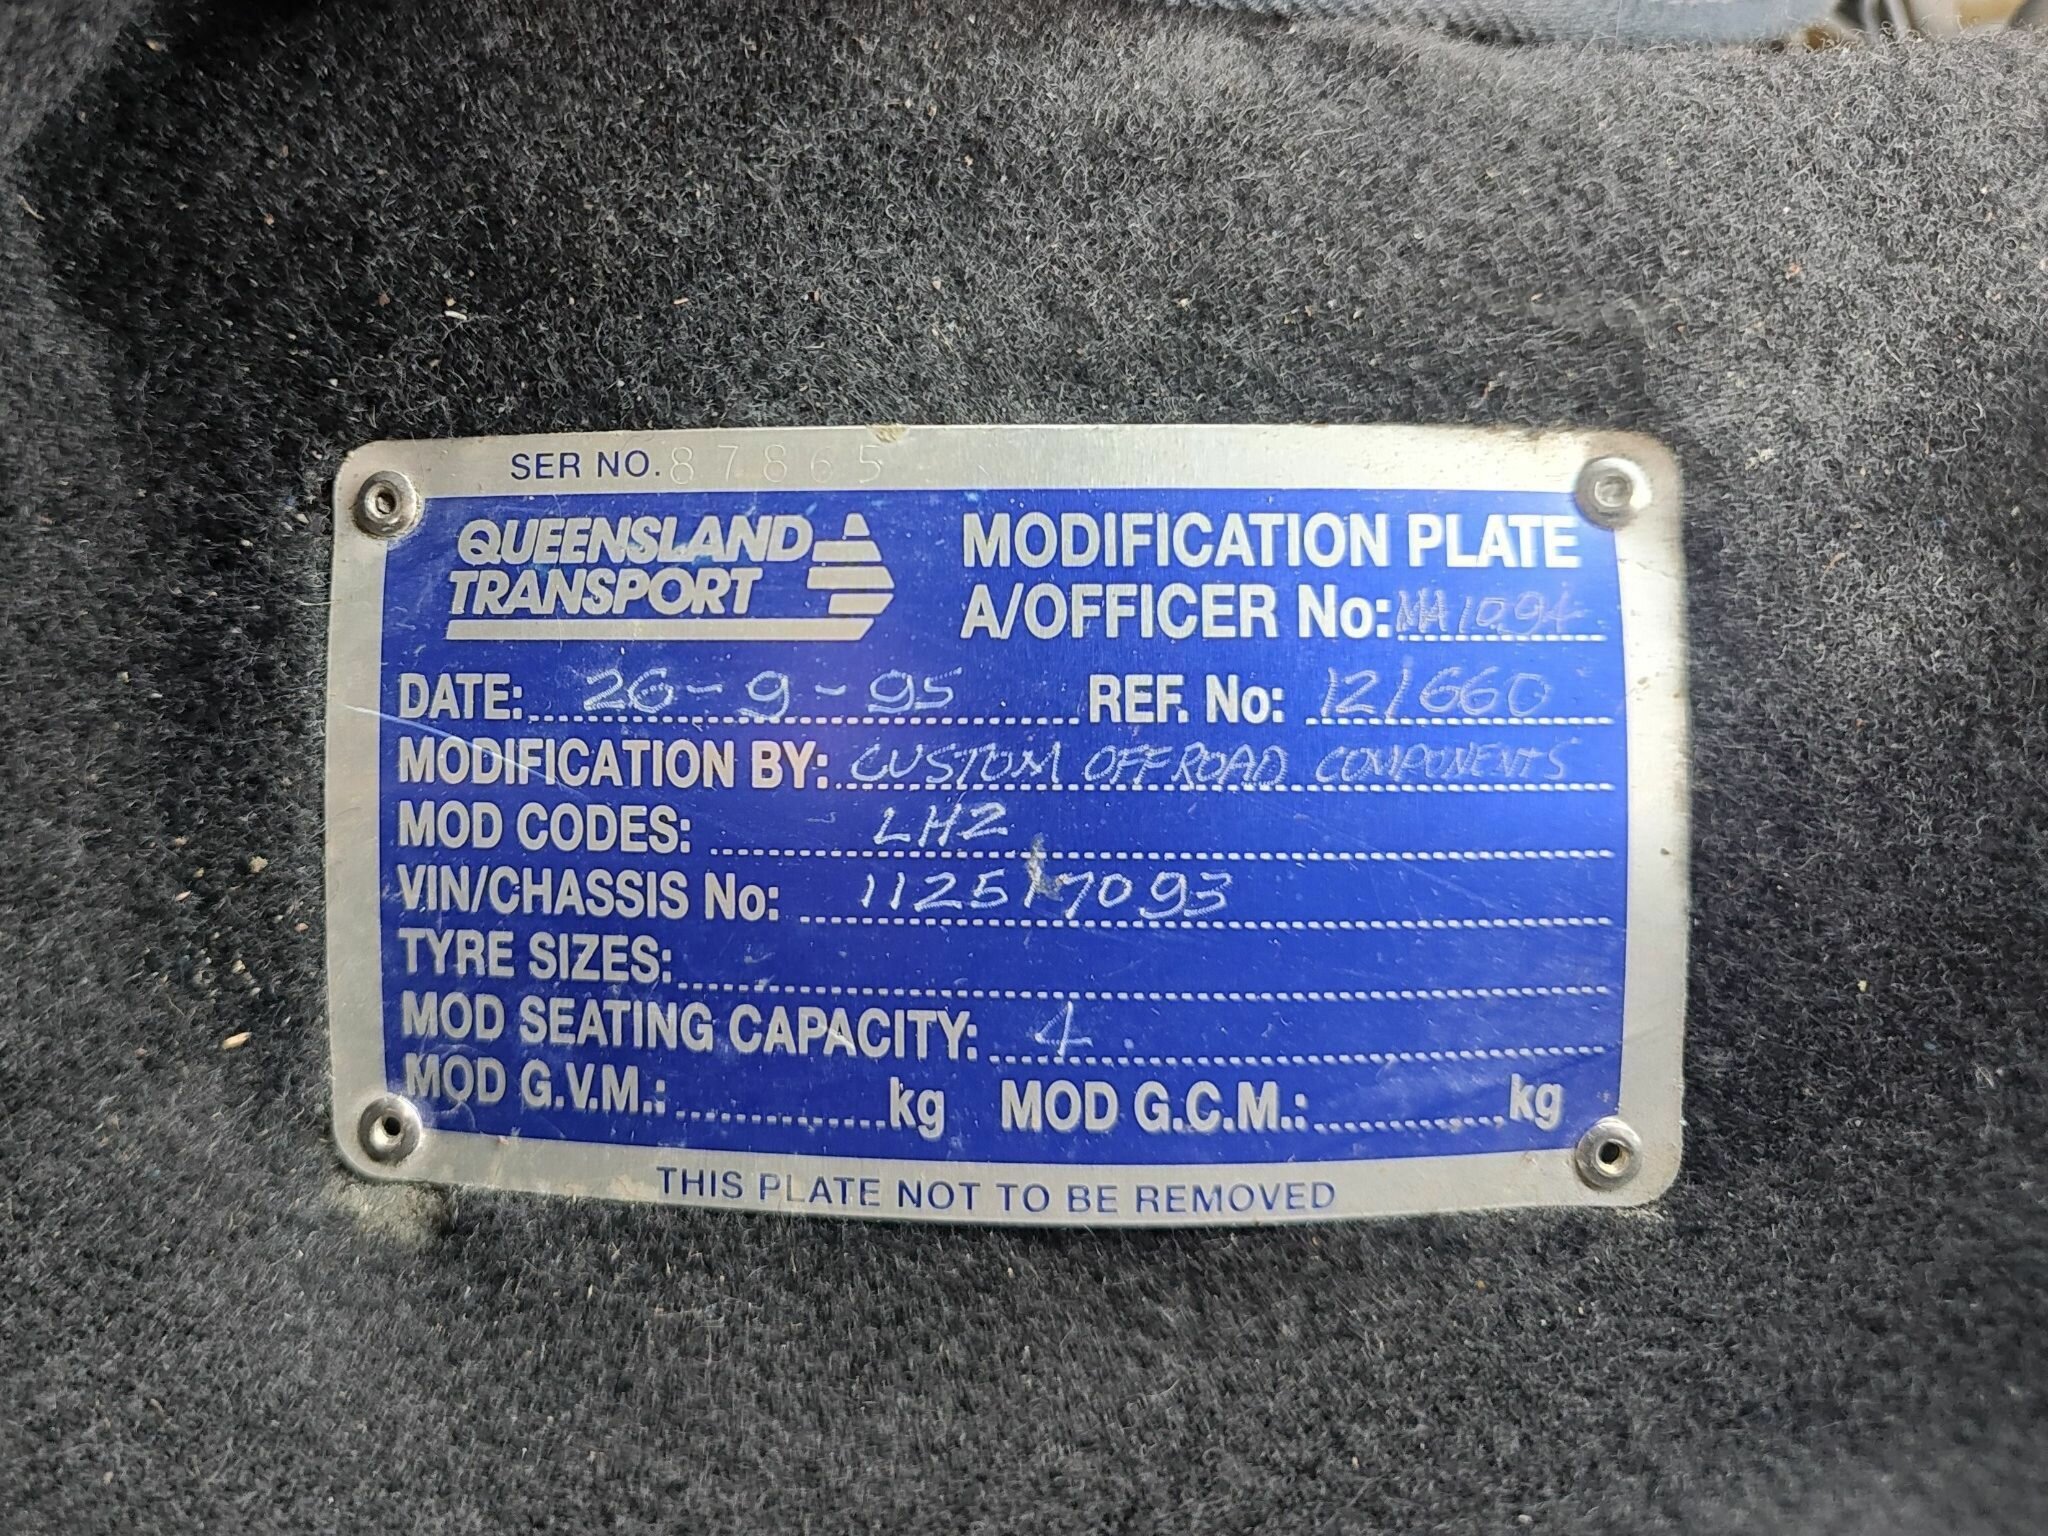 SER NO. 87865
QUEENSLAND TRANSPORT
MODIFICATION PLATE
A/OFFICER No: MA1094
DATE: 26-9-95 REF. No: 121660
MODIFICATION BY: CUSTOM OFFROAD COMPONENTS
MOD CODES: LH2
VIN/CHASSIS No:
TYRE SIZES:
MOD SEATING CAPACITY: 4
MOD G.V.M.: kg MOD G.C.M.: kg
THIS PLATE NOT TO BE REMOVED